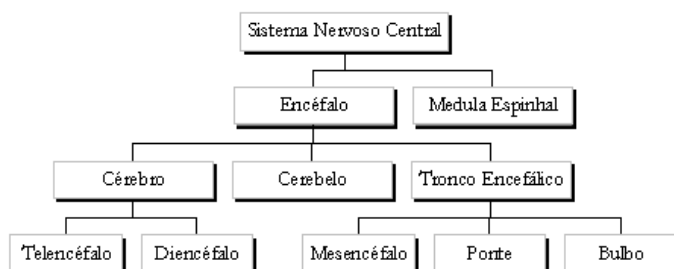 Sistema Nervoso Central
Encéfalo
Medula Espinhal
Cérebro
Cerebelo
Tronco Encefálico
Telencéfalo
Diencéfalo
Mesencéfalo
Ponte
Bulbo